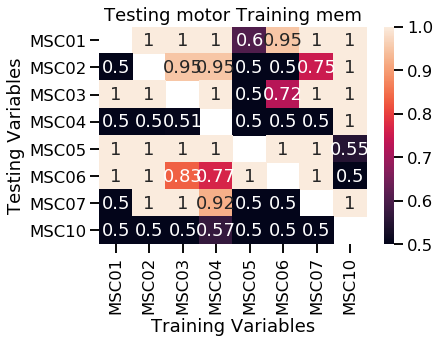 Testing motor Training mem
Testing Variables
MSC01 1 1 1 0.6 0.95 1 1
MSC02 0.5 0.95 0.95 0.5 0.5 0.75 1
MSC03 1 1 1 0.5 0.72 1 1
MSC04 0.5 0.5 0.51 0.5 0.5 0.5 1
MSC05 1 1 1 1 1 1 0.55
MSC06 1 1 0.83 0.77 1 1 0.5
MSC07 0.5 1 1 0.92 0.5 0.5 1
MSC10 0.5 0.5 0.5 0.57 0.5 0.5 0.5
MSC01 MSC02 MSC03 MSC04 MSC05 MSC06 MSC07 MSC10
Training Variables
1.0
0.9
0.8
0.7
0.6
0.5